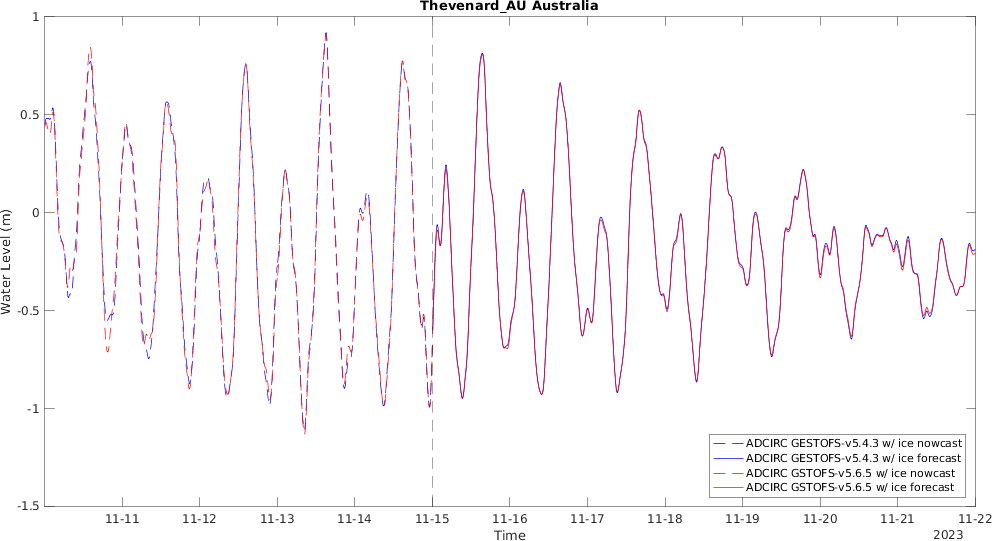 Thevenard_AU Australia
1
0.5
0
-0.5
-1
-1.5
Water Level (m)
11-11 11-12 11-13 11-14 11-15 11-16 11-17 11-18 11-19 11-20 11-21 11-22
Time
2023
ADCIRC GESTOFS-v5.4.3 w/ ice nowcast
ADCIRC GESTOFS-v5.4.3 w/ ice forecast
ADCIRC GSTOFS-v5.6.5 w/ ice nowcast
ADCIRC GSTOFS-v5.6.5 w/ ice forecast